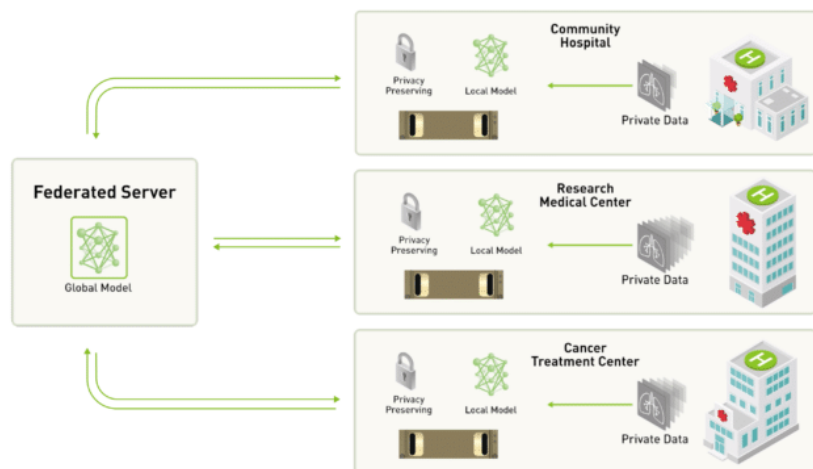 Community
Hospital
Privacy
Preserving
Local Model
Private Data
Federated Server
Global Model
Research
Medical Center
Privacy
Preserving
Local Model
Private Data
Cancer
Treatment Center
Privacy
Preserving
Local Model
Private Data
H
H
H